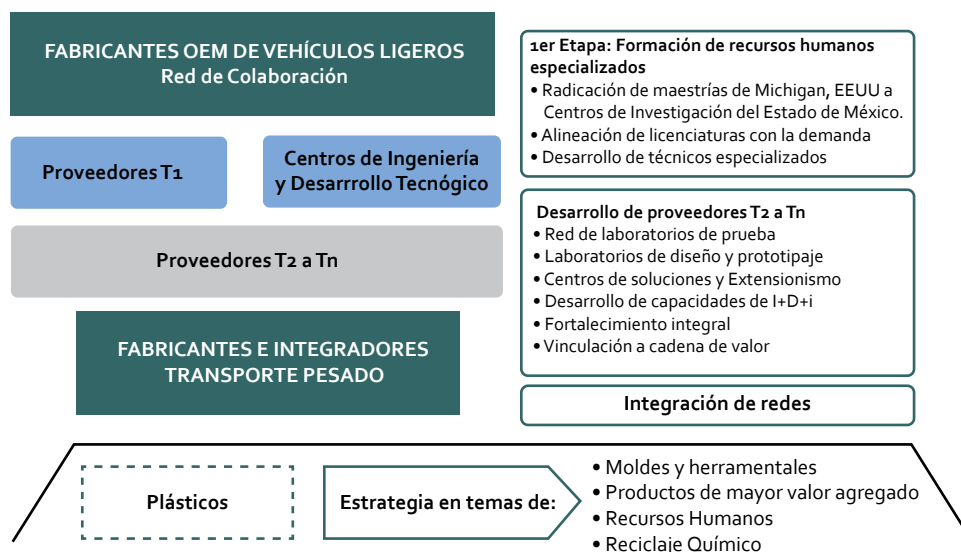 FABRICANTES OEM DE VEHÍCULOS LIGEROS
Red de Colaboración
Proveedores T1
Centros de Ingeniería
y Desarrrollo Tecnógico
Proveedores T2 a Tn
FABRICANTES E INTEGRADORES
TRANSPORTE PESADO
1er Etapa: Formación de recursos humanos
especializados
• Radicación de maestrías de Michigan, EEUU a
Centros de Investigación del Estado de México.
• Alineación de licenciaturas con la demanda
• Desarrollo de técnicos especializados
Desarrollo de proveedores T2 a Tn
• Red de laboratorios de prueba
• Laboratorios de diseño y prototipaje
• Centros de soluciones y Extensionismo
• Desarrollo de capacidades de I+D+i
• Fortalecimiento integral
• Vinculación a cadena de valor
Integración de redes
Plásticos
Estrategia en temas de:
• Moldes y herramentales
• Productos de mayor valor agregado
• Recursos Humanos
• Reciclaje Químico